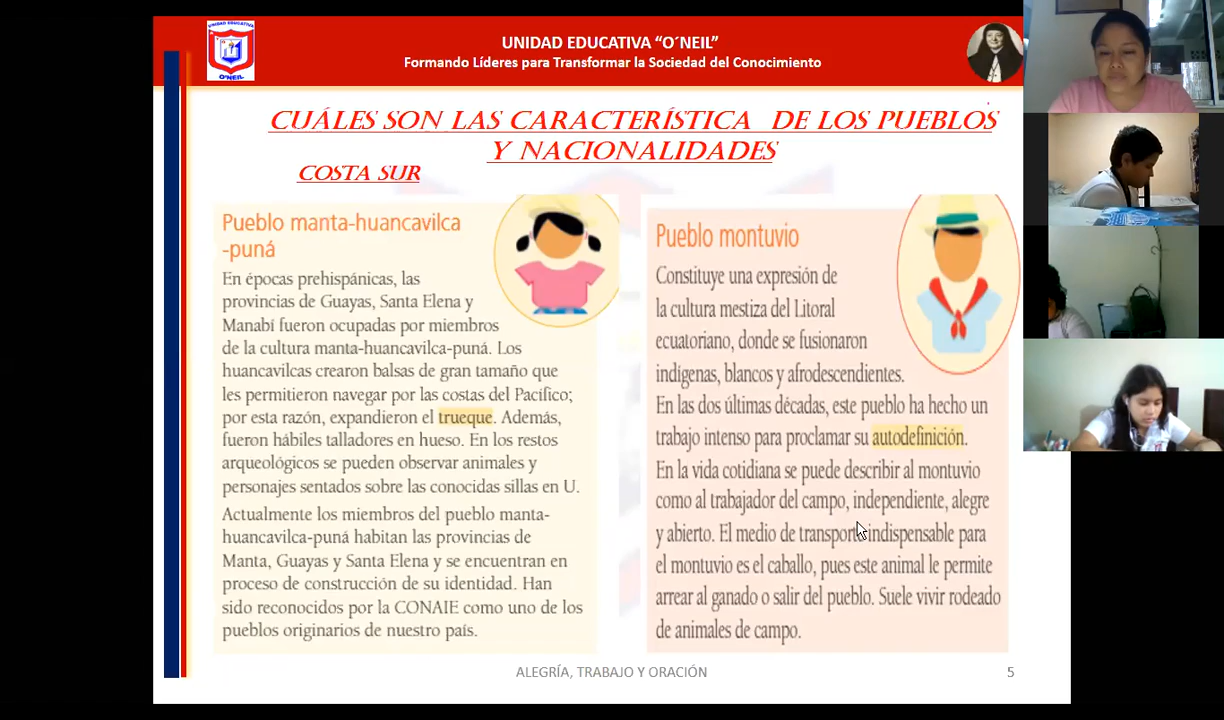 UNIDAD EDUCATIVA
O´NEIL
UNIDAD EDUCATIVA “O´NEIL”
Formando Líderes para Transformar la Sociedad del Conocimiento
CUÁLES SON LAS CARACTERÍSTICA DE LOS PUEBLOS
Y NACIONALIDADES
COSTA SUR
Pueblo manta-huancavilca
-puná
En épocas prehispánicas, las
provincias de Guayas, Santa Elena y
Manabí fueron ocupadas por miembros
de la cultura manta-huancavilca-puná. Los
huancavilcas crearon balsas de gran tamaño que
les permitieron navegar por las costas del Pacífico;
por esta razón, expandieron el trueque. Además,
fueron hábiles talladores en hueso. En los restos
arqueológicos se pueden observar animales y
personajes sentados sobre las conocidas sillas en U.
Actualmente los miembros del pueblo manta-
huancavilca-puná habitan las provincias de
Manta, Guayas y Santa Elena y se encuentran en
proceso de construcción de su identidad. Han
sido reconocidos por la CONAIE como uno de los
pueblos originarios de nuestro país.
Pueblo montuvio
Constituye una expresión de
la cultura mestiza del Litoral
ecuatoriano, donde se fusionaron
indígenas, blancos y afrodescendientes.
En las dos últimas décadas, este pueblo ha hecho un
trabajo intenso para proclamar su autodefinición.
En la vida cotidiana se puede describir al montuvio
como al trabajador del campo, independiente, alegre
y abierto. El medio de transporte indispensable para
el montuvio es el caballo, pues este animal le permite
arrear al ganado o salir del pueblo. Suele vivir rodeado
de animales de campo.
ALEGRÍA, TRABAJO Y ORACIÓN
5